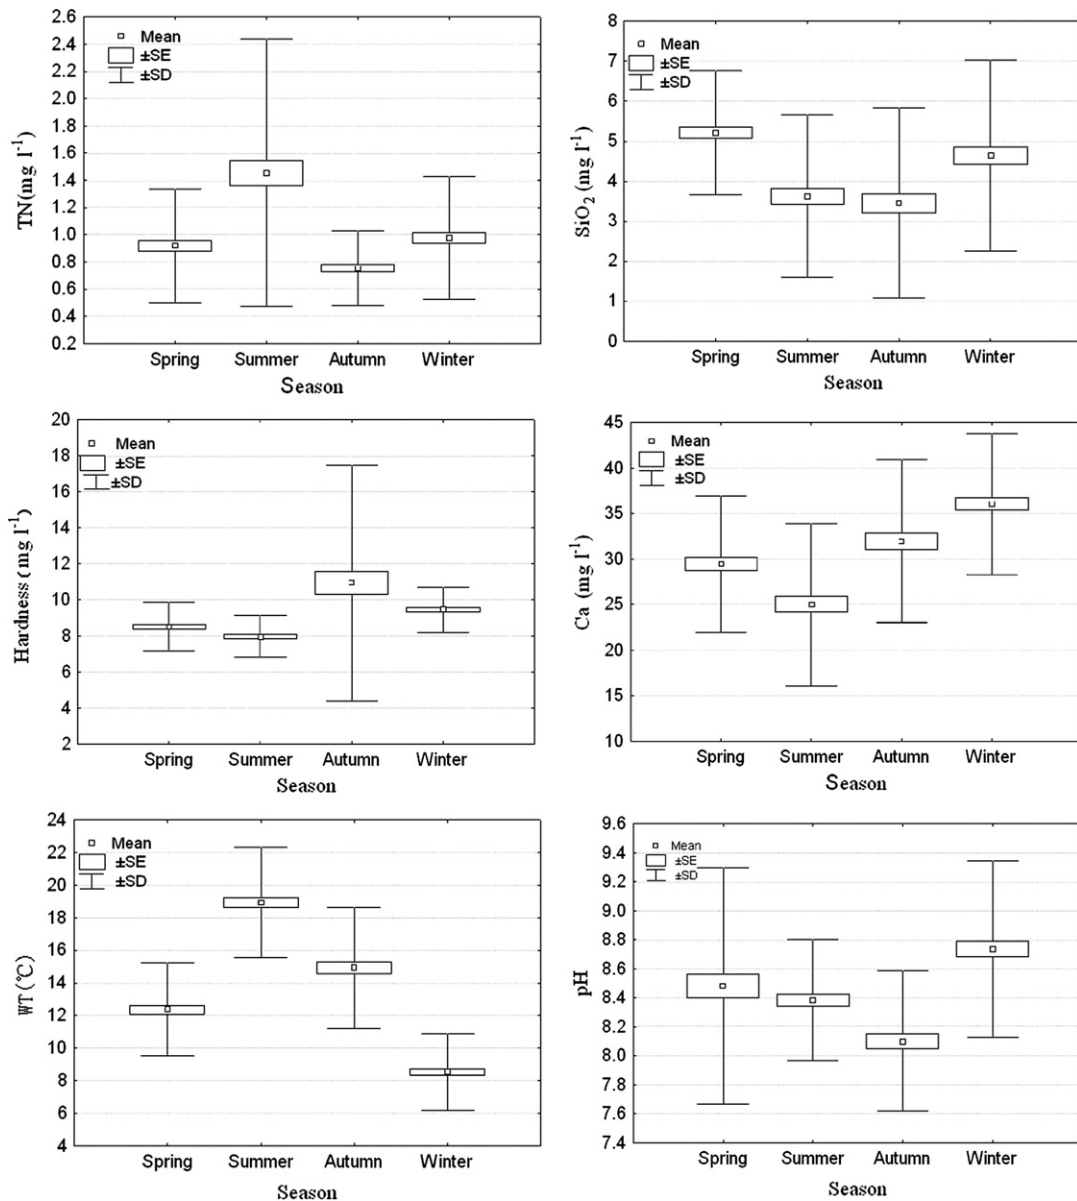 2.6
2.4
2.2
2.0
1.8
1.6
1.4
1.2
1.0
0.8
0.6
0.4
0.2
TN(mg l-1)
Mean
±SE
±SD
Spring Summer Autumn Winter
Season
8
7
6
5
4
3
2
1
0
SiO2 (mg l-1)
Mean
±SE
±SD
Spring Summer Autumn Winter
Season
20
18
16
14
12
10
8
6
4
2
Hardness (mg l-1)
Mean
±SE
±SD
Spring Summer Autumn Winter
Season
45
40
35
30
25
20
15
10
Ca (mg l-1)
Mean
±SE
±SD
Spring Summer Autumn Winter
Season
24
22
20
18
16
14
12
10
8
6
4
WT(℃)
Mean
±SE
±SD
Spring Summer Autumn Winter
Season
9.6
9.4
9.2
9.0
8.8
8.6
8.4
8.2
8.0
7.8
7.6
7.4
pH
Mean
±SE
±SD
Spring Summer Autumn Winter
Season